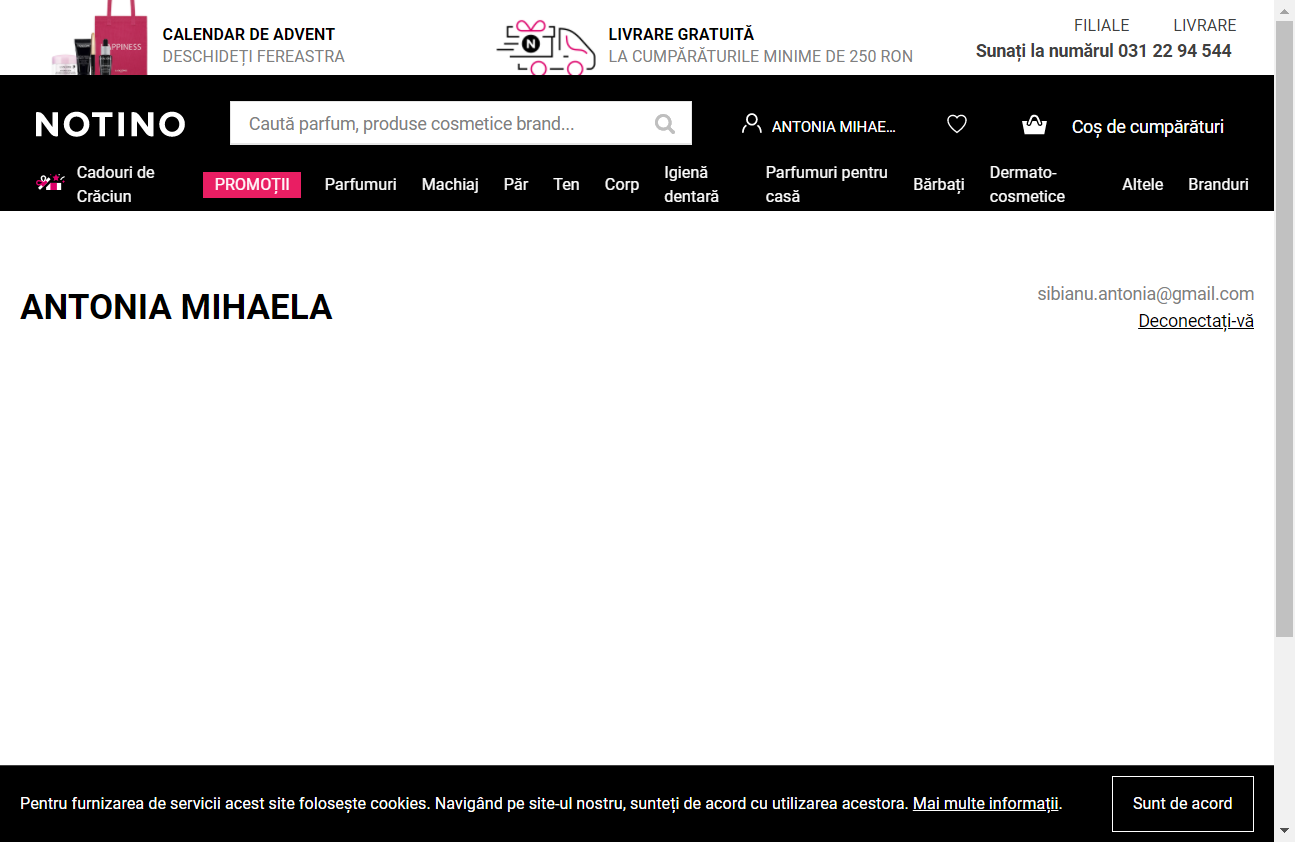 CALENDAR DE ADVENT
DESCHIDEȚI FEREASTRA
LIVRARE GRATUITĂ
LA CUMPĂRĂTURILE MINIME DE 250 RON
FILIALE
LIVRARE
Sunați la numărul 031 22 94 544
NOTINO
Caută parfum, produse cosmetice brand...
ANTONIA MIHAE...
Coș de cumpărături
Cadouri de
Crăciun
PROMOȚII
Parfumuri
Machiaj
Păr
Ten
Corp
Igienă
dentară
Parfumuri pentru
casă
Bărbați
Dermato-
cosmetice
Altele
Branduri
ANTONIA MIHAELA
sibianu.antonia@gmail.com
Deconectați-vă
Pentru furnizarea de servicii acest site folosește cookies. Navigând pe site-ul nostru, sunteți de acord cu utilizarea acestora. Mai multe informații.
Sunt de acord